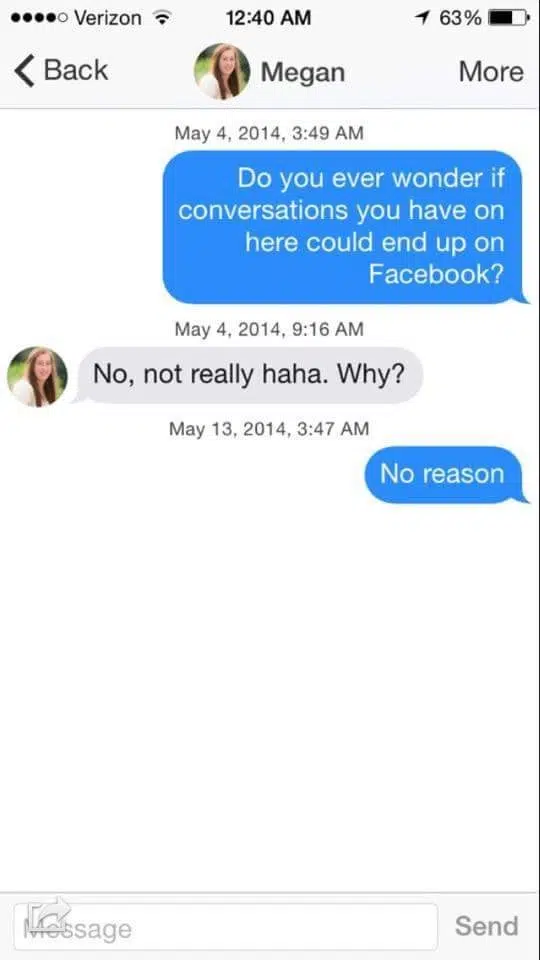 Verizon 12:40 AM 63%
Back Megan More
May 4, 2014, 3:49 AM
Do you ever wonder if
conversations you have on
here could end up on
Facebook?
May 4, 2014, 9:16 AM
No, not really haha. Why?
May 13, 2014, 3:47 AM
No reason
Message Send